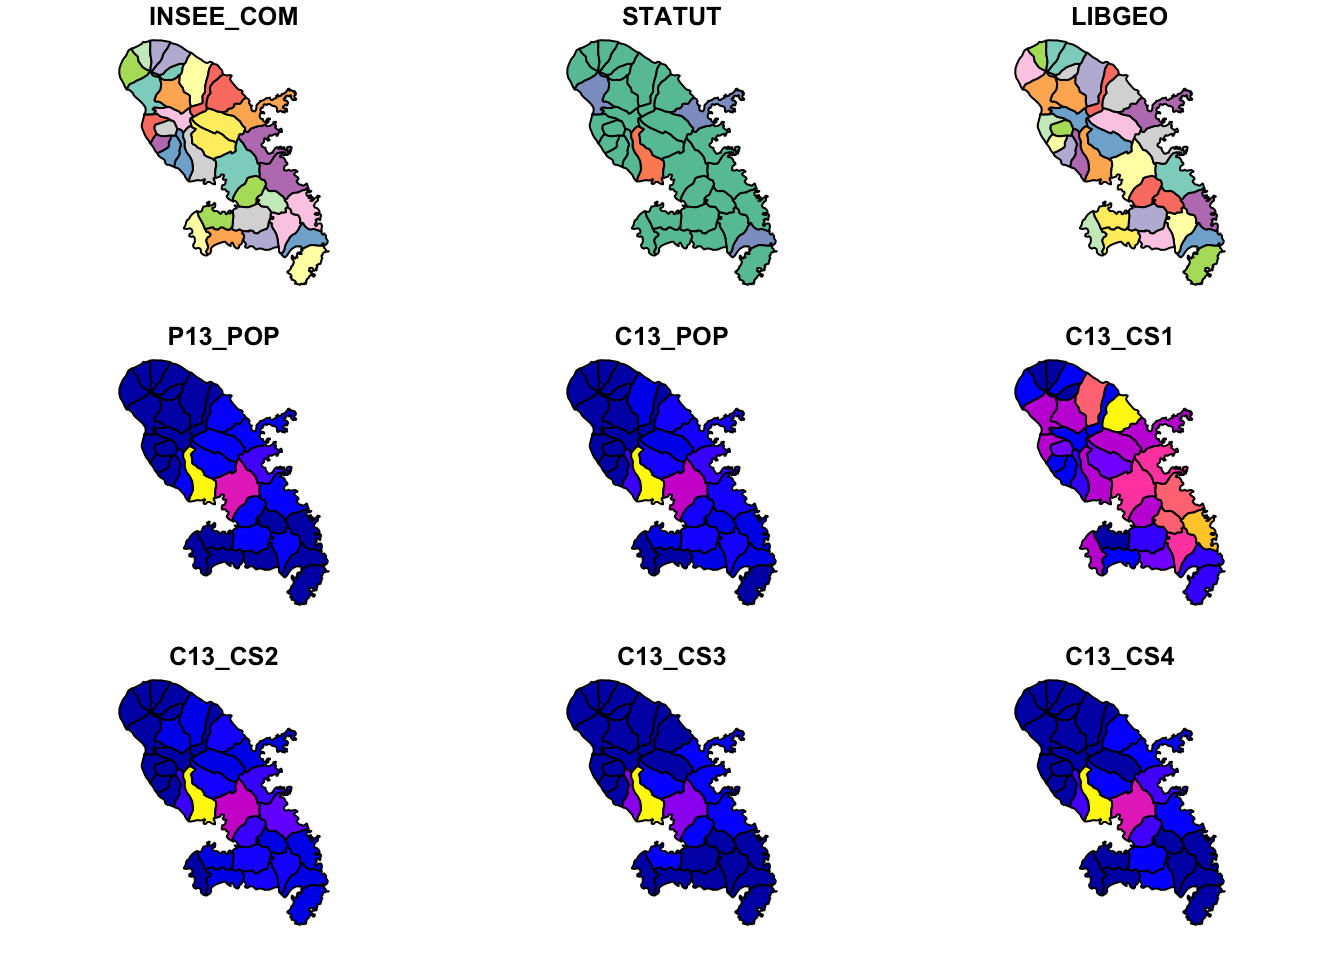 INSEE_COM
STATUT
LIBGEO
P13_POP
C13_POP
C13_CS1
C13_CS2
C13_CS3
C13_CS4